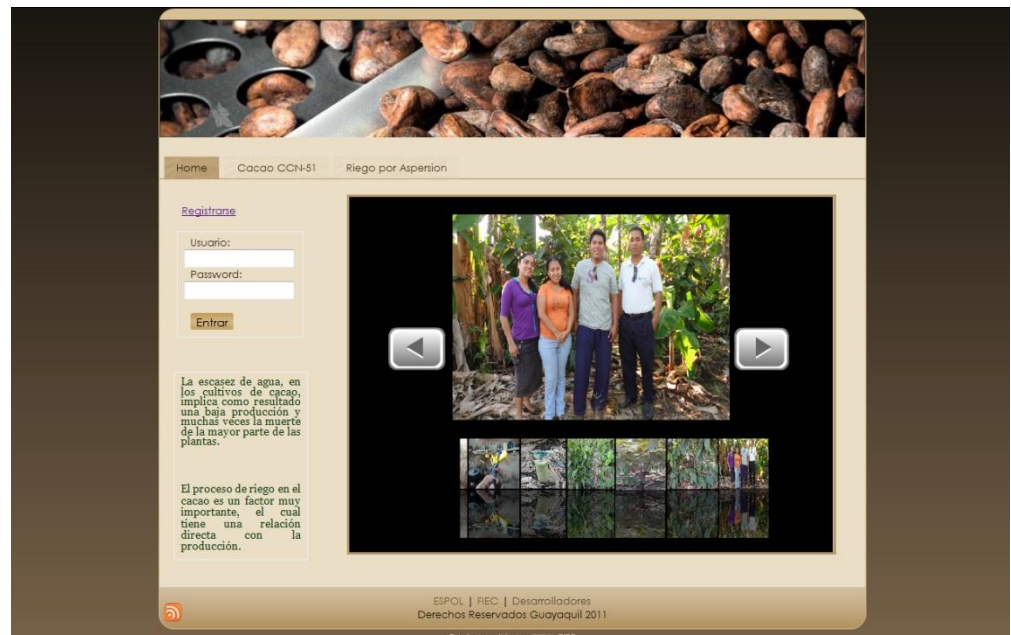 Home Cacao CCN-51 Riego por Aspersion
Registrarse
Usuario:
Password:
Entrar
La escasez de agua, en
los cultivos de cacao,
implica como resultado
una baja producción y
muchas veces la muerte
de la mayor parte de las
plantas.
El proceso de riego en el
cacao es un factor muy
importante, el cual
tiene una relación
directa con la
producción.
ESPOL | FIEC | Desarrolladores
Derechos Reservados Guayaquil 2011